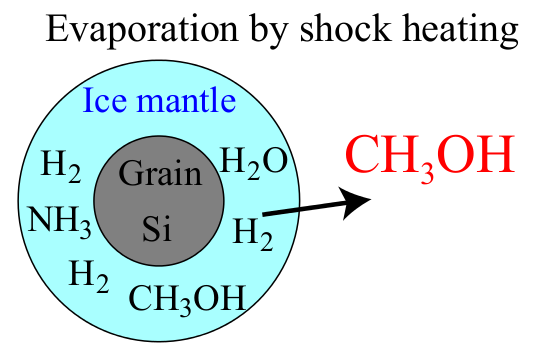 Evaporation by shock heating
Ice mantle
H₂
Grain
H₂O
CH₃OH
NH₃
Si
H₂
H₂
CH₃OH